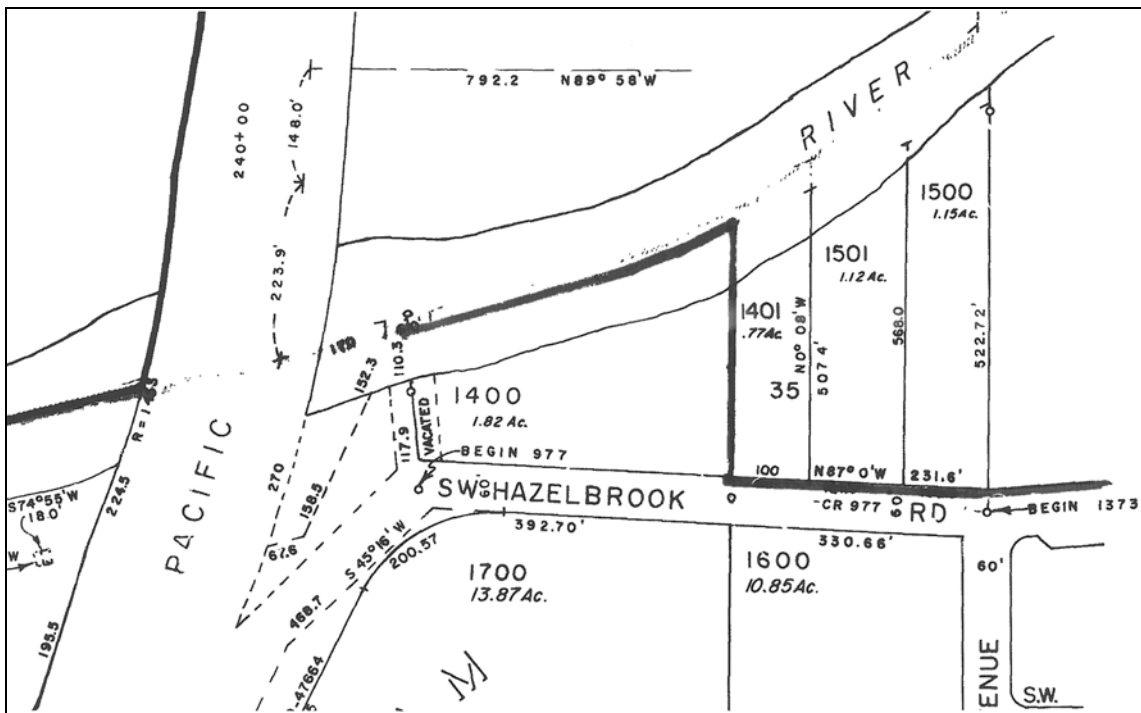 792.2 N89° 58'W
240+00
148.0'
RIVER
1500
1.15Ac.
223.9'
1501
1.12Ac.
1401
.77Ac.
N0° 08'W
507 4'
568.0
522.72'
35
170
152.3
110.3
1400
1.82 Ac.
VACATED
117.9
BEGIN 977
100
N87° 0'W
231.6'
SW HAZELBROOK
RD
-CR 977
BEGIN 1373
PACIFIC
224.5
S74°55'W
18.0'
W
270
158.5
67.6
S 45°16' W
200.57
392.70'
330.66'
1700
13.87Ac.
1600
10.85Ac.
60'
468.7
195.5
-47664
M
ENUE
S.W.